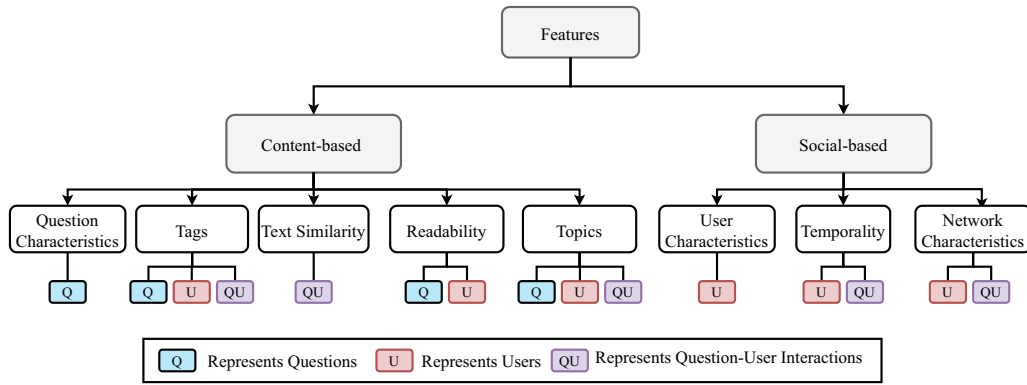 Features
Content-based
Social-based
Question
Characteristics
Tags
Text Similarity
Readability
Topics
User
Characteristics
Temporality
Network
Characteristics
Q
Q
U
QU
QU
Q
U
Q
U
QU
U
U
QU
U
QU
Q Represents Questions
U Represents Users
QU Represents Question-User Interactions